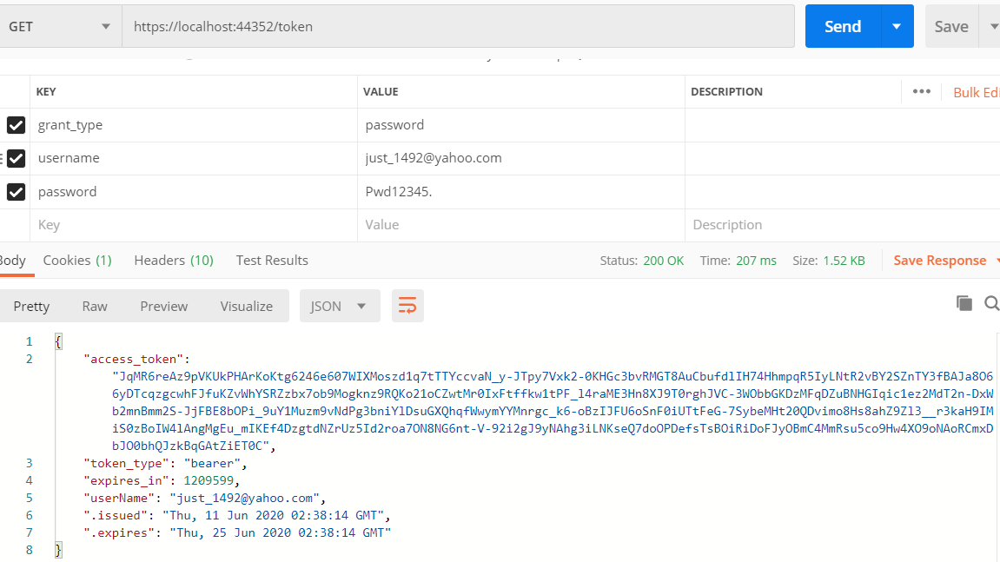 GET https://localhost:44352/token Send Save
KEY VALUE DESCRIPTION ••• Bulk Edi
grant_type password
username just_1492@yahoo.com
password Pwd12345.
Key Value Description
Body Cookies (1) Headers (10) Test Results Status: 200 OK Time: 207 ms Size: 1.52 KB Save Response
Pretty Raw Preview Visualize JSON
1 {
2 "access_token":
"JqMR6reAz9pVKUkPHArKoKtg6246e607WIXMoszd1q7tTTYccvaN_y-JTpy7Vxk2-0KHGc3bvRMGT8AuCbufdlIH74HhmpqR5IyLNtR2vBY2SZnTY3fBAJa8O6
6yDTcqzgcwhFJfuKZvWhYSRZzbx7ob9Mogknz9RQKo21oCZwtMr0IxFtffkw1tPF_l4raME3Hn8XJ9T0rghJVC-3WObbGKDzMFqDZuBNHGIqic1ez2MdT2n-DxW
b2mnBmm2S-JjFBE8bOPi_9uY1Muzm9vNdPg3bniYlDsuGXQhqfWwymYYMnrgc_k6-oBzIJFU6oSnF0iUTtFeG-7SybeMHt20QDvimo8Hs8ahZ9Zl3__r3kaH9IM
iS0zBoIW4lAngMgEu_mIKEf4DzgtdNZrUz5Id2roa7ON8NG6nt-V-92i2gJ9yNAhg3iLNKseQ7doOPDefsTsBOiRiDoFJyOBmC4MmRsu5co9Hw4XO9oNAoRCmxD
bJO0bhQJzkBqGAtZiET0C",
3 "token_type": "bearer",
4 "expires_in": 1209599,
5 "userName": "just_1492@yahoo.com",
6 ".issued": "Thu, 11 Jun 2020 02:38:14 GMT",
7 ".expires": "Thu, 25 Jun 2020 02:38:14 GMT"
8 }